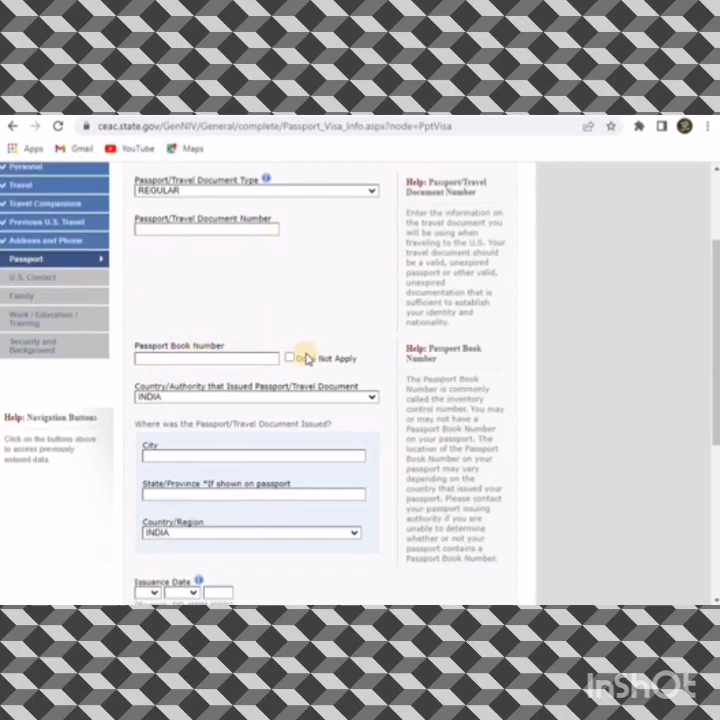 ceac.state.gov/GenNIV/General/complete/Passport_Visa_Info.aspx?node=PptVisa
Apps
Gmail
YouTube
Maps
Personal
Travel
Travel Companions
Previous U.S. Travel
Address and Phone
Passport
U.S. Contact
Family
Work / Education /
Training
Security and
Background
Help: Navigation Buttons
Click on the buttons above
to access previously
entered data.
Passport/Travel Document Type
REGULAR
Passport/Travel Document Number
Passport Book Number
Not Apply
Country/Authority that Issued Passport/Travel Document
INDIA
Where was the Passport/Travel Document Issued?
City
State/Province *If shown on passport
Country/Region
INDIA
Issuance Date
Help: Passport/Travel
Document Number
Enter the information on
the travel document you
will be using when
traveling to the U.S. Your
travel document should
be a valid, unexpired
passport or other valid,
unexpired
documentation that is
sufficient to establish
your identity and
nationality.
Help: Passport Book
Number
The Passport Book
Number is commonly
called the inventory
control number. You may
or may not have a
Passport Book Number
on your passport. The
location of the Passport
Book Number on your
passport may vary
depending on the
country that issued your
passport. Please contact
your passport issuing
authority if you are
unable to determine
whether or not your
passport contains a
Passport Book Number.
InShOt